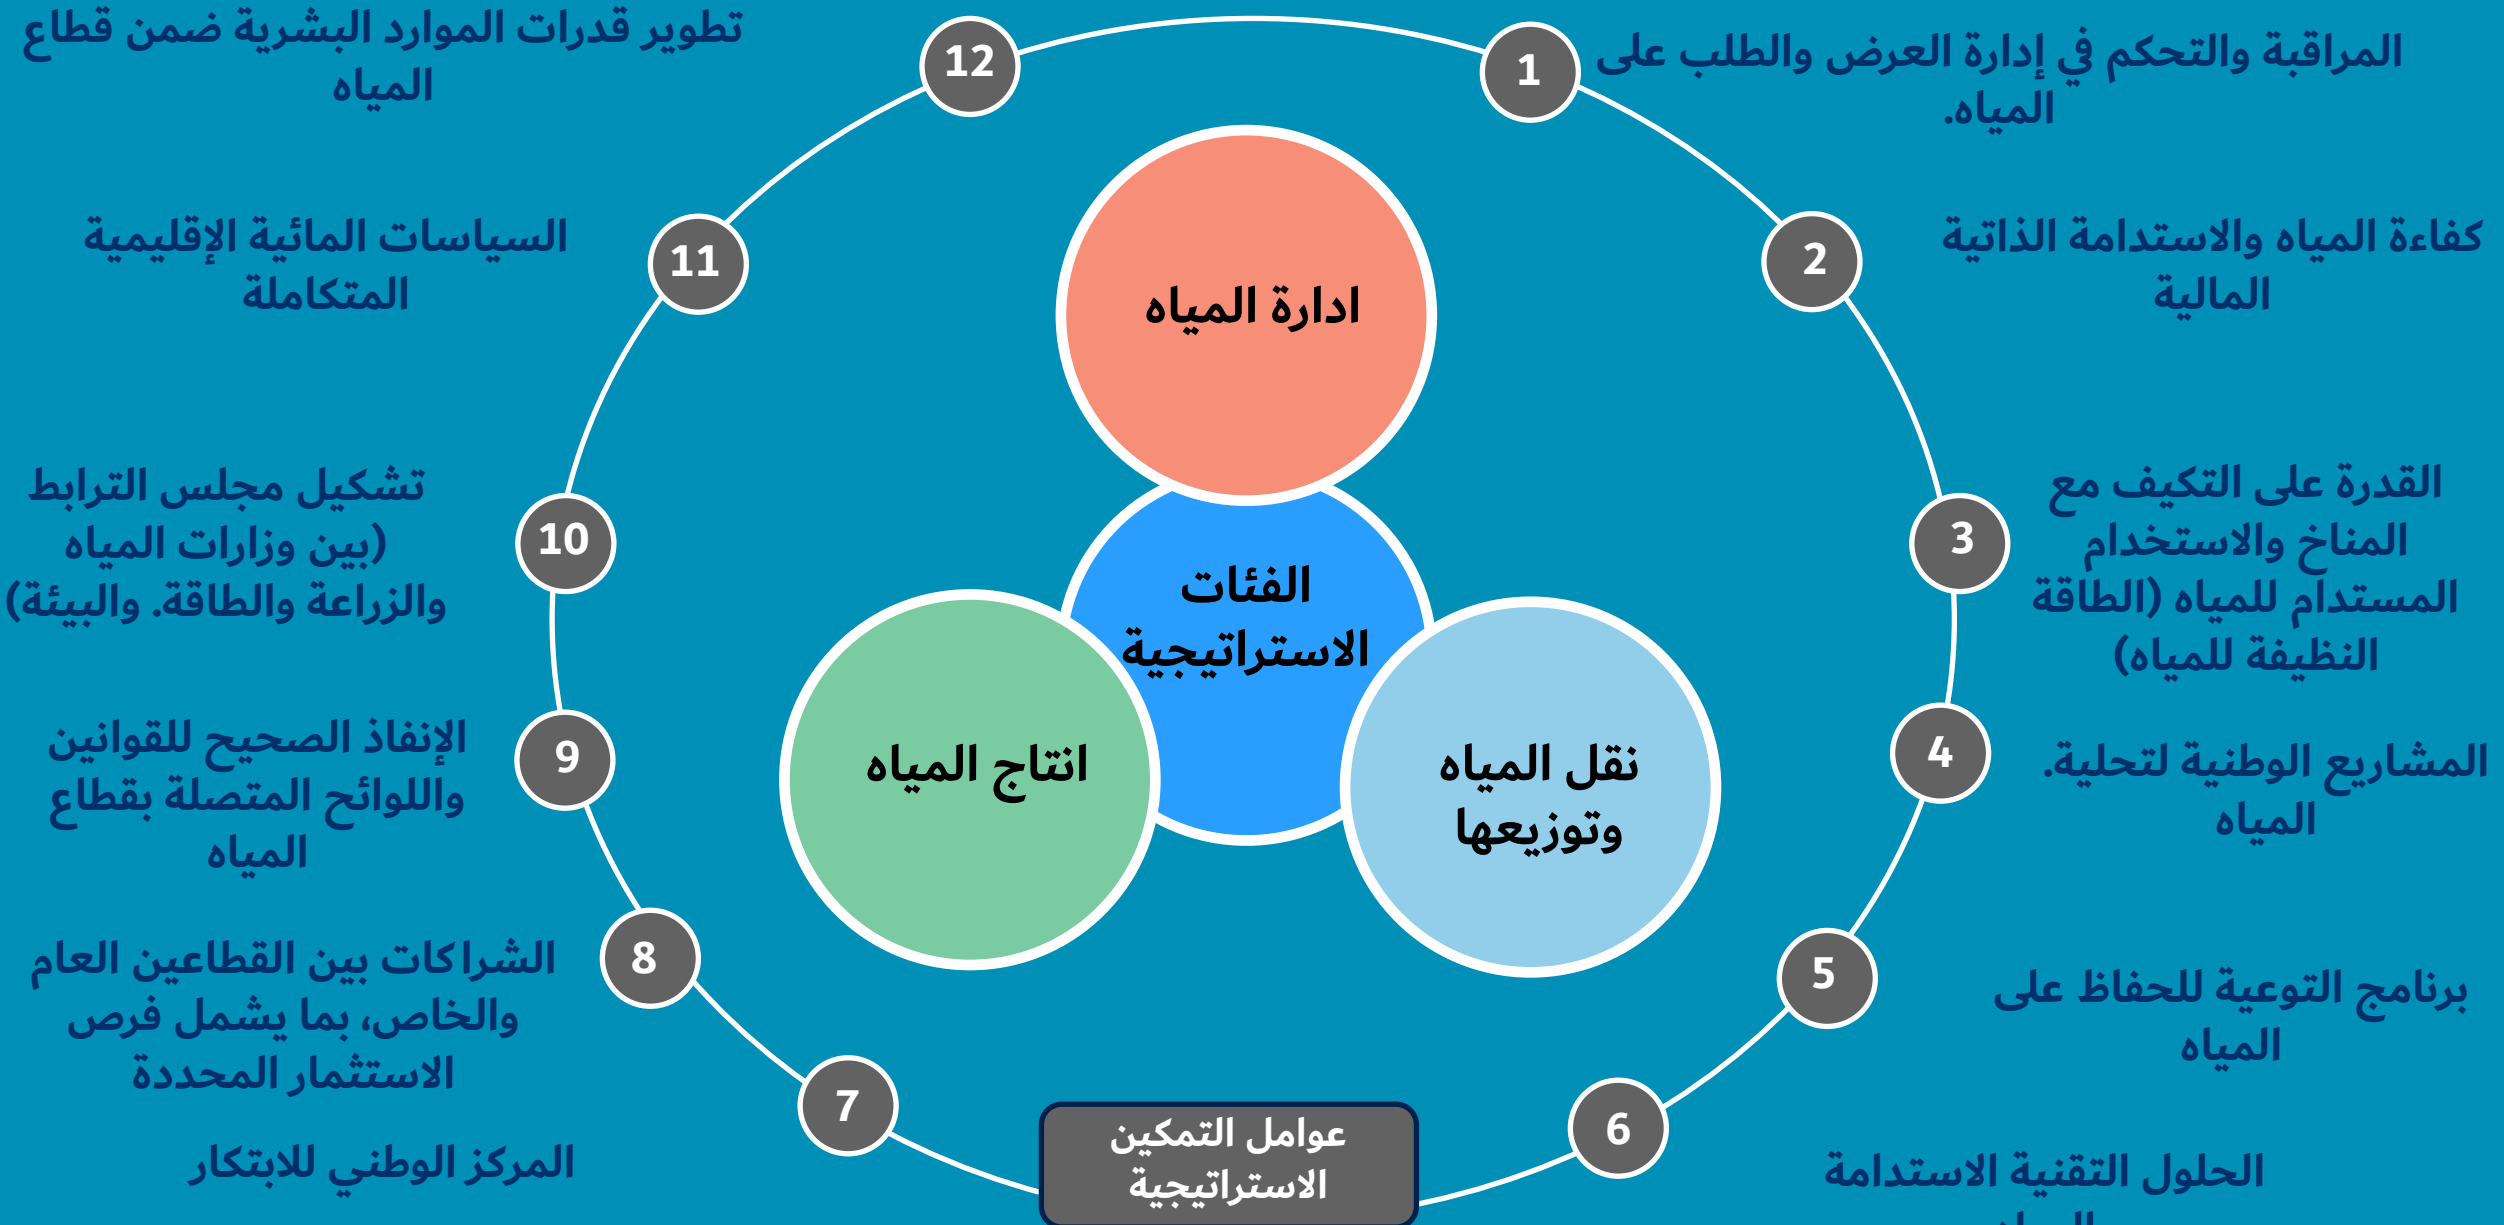 1
المراقبة والتحكم في إدارة العرض والطلب على
المياه.
2
كفاءة المياه والاستدامة الذاتية
المالية
3
القدرة على التكيف مع
المناخ والاستخدام
المستدام للمياه (الطاقة
النظيفة للمياه)
4
المشاريع الوطنية لتحلية.
المياه
5
برنامج التوعية للحفاظ على
المياه
6
الحلول التقنية الاستدامة
7
المركز الوطني للابتكار
8
الشراكات بين القطاعين العام
والخاص، بما يشمل فرص
الاستثمار المحددة
9
الإنفاذ الصحيح للقوانين
واللوائح المتصلة بقطاع
المياه
10
تشكيل مجلس الترابط
(بين وزارات المياه
والزراعة والطاقة. والبيئة)
11
السياسات المائية الإقليمية
المتكاملة
12
تطوير قدرات الموارد البشرية ضمن قطاع
المياه
ادارة المياه
الفئات
الاستراتيجية
انتاج المياه
نقل المياه
وتوزيعها
عوامل التمكين
الاستراتيجية